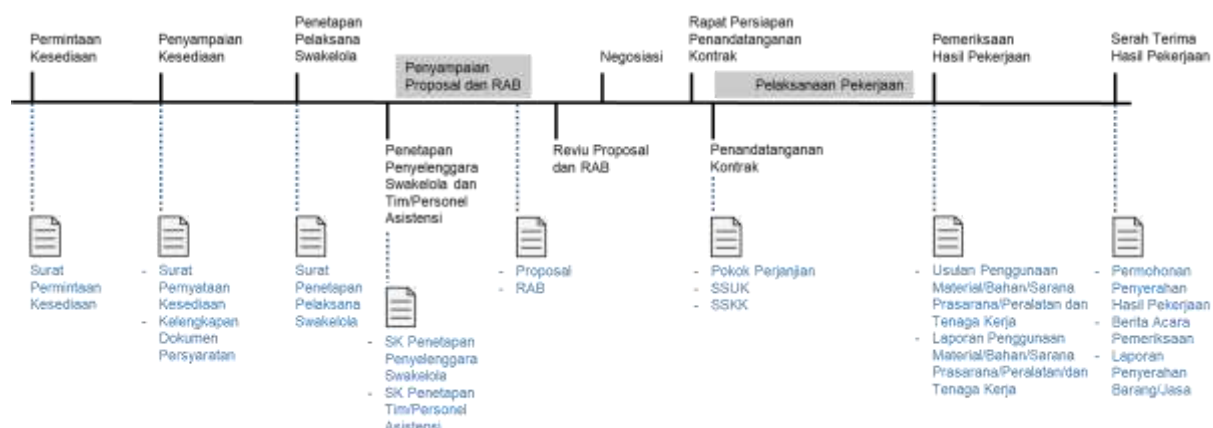 Permintaan
Kesediaan
Penyampaian
Kesediaan
Penetapan
Pelaksana
Swakelola
Penyampaian
Proposal dan RAB
Negosiasi
Rapat Persiapan
Penandatanganan
Kontrak
Pelaksanaan Pekerjaan
Pemeriksaan
Hasil Pekerjaan
Serah Terima
Hasil Pekerjaan
Penetapan
Penyelenggara
Swakelola dan
Tim/Personel
Asistensi
Reviu Proposal
dan RAB
Penandatanganan
Kontrak
Surat
Permintaan
Kesediaan
- Surat
Pernyataan
Kesediaan
- Kelengkapan
Dokumen
Persyaratan
Surat
Penetapan
Pelaksana
Swakelola
- SK Penetapan
Penyelenggara
Swakelola
- SK Penetapan
Tim/Personel
Asistensi
- Proposal
- RAB
- Pokok Perjanjian
- SSUK
- SSKK
- Usulan Penggunaan
Material/Bahan/Sarana
Prasarana/Peralatan dan
Tenaga Kerja
- Laporan Penggunaan
Material/Bahan/Sarana
Prasarana/Peralatan/dan
Tenaga Kerja
- Permohonan
Penyerahan
Hasil Pekerjaan
- Berita Acara
Pemeriksaan
- Laporan
Penyerahan
Barang/Jasa